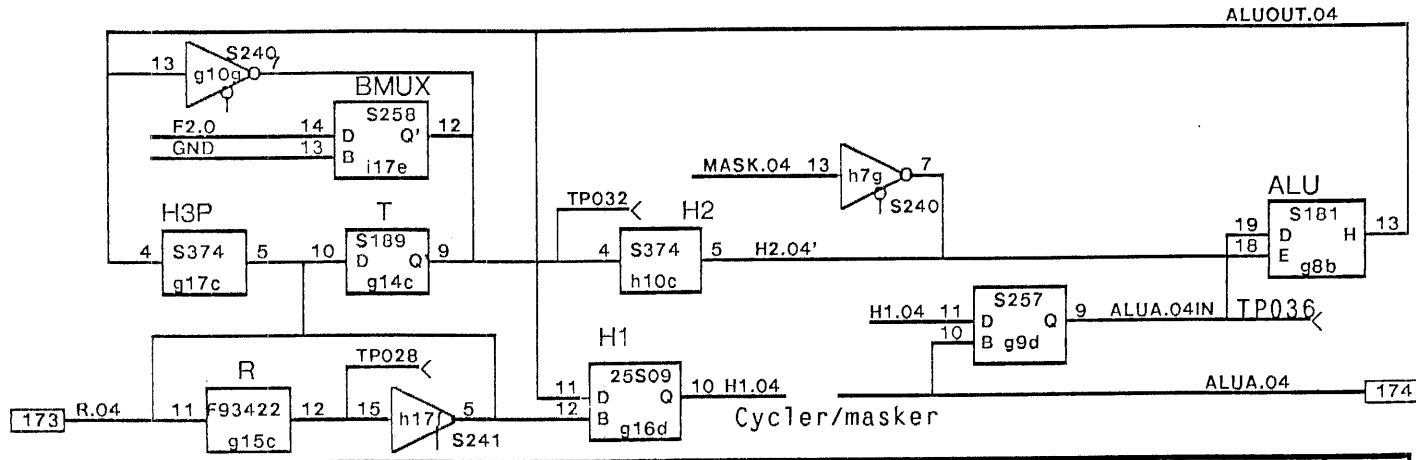 ALUOUT.04
S240
13 g10g 7
BMUX
S258
F2.0 14 D Q' 12
GND 13 B
i17e
MASK.04 13 h7g 7
S240
TP032
H3P T H2 ALU
4 S374 5
g17c
S189
10 D Q' 9
g14c
4 S374 5 H2.04'
h10c
S181
19 D H 13
18 E
g8b
S257
H1.04 11 D Q 9 ALUA.04IN TP036
10 B
g9d
H1
R
TP028
173 R.04 11 F93422 12 15 h17 5
g15c
S241
25S09
11 D Q 10 H1.04
12 B
g16d
Cycler/masker
ALUA.04 174